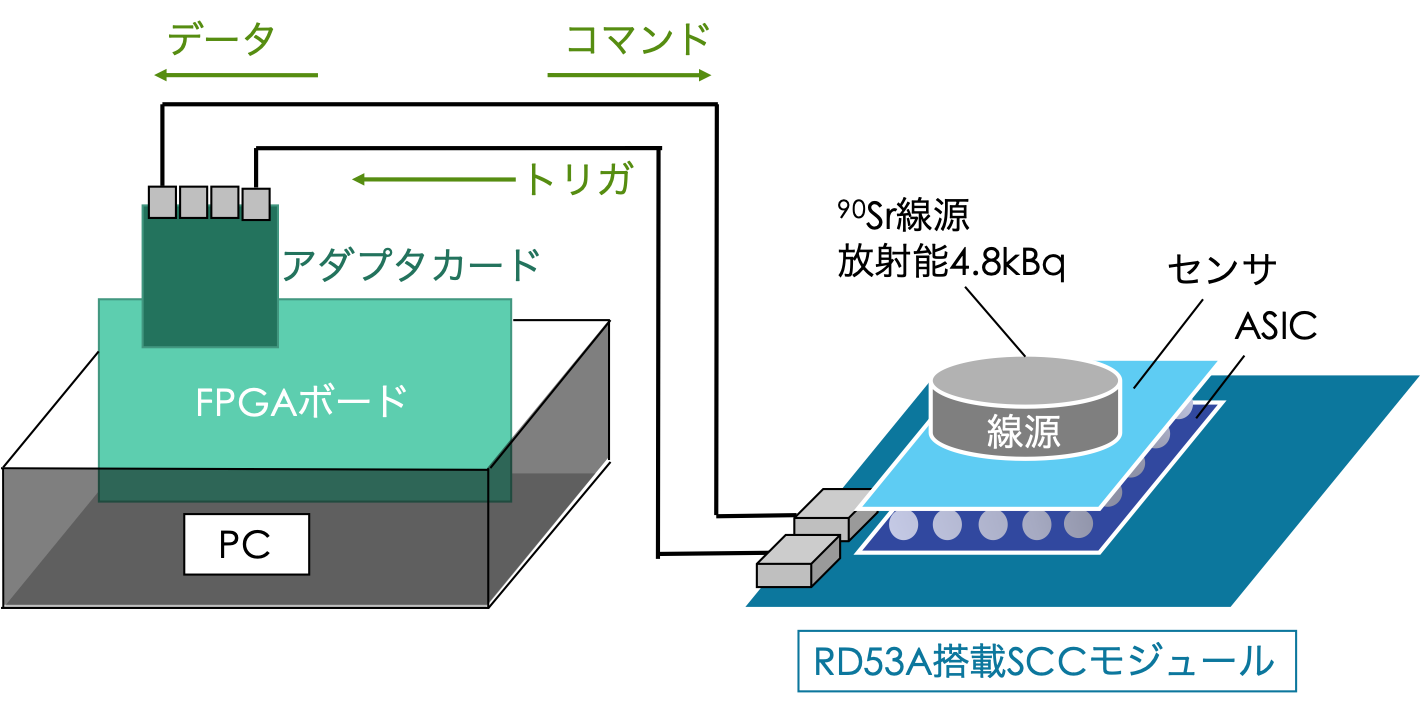 データ
コマンド
トリガ
アダプタカード
FPGAボード
PC
⁹⁰Sr線源
放射能4.8kBq
センサ
ASIC
線源
RD53A搭載SCCモジュール